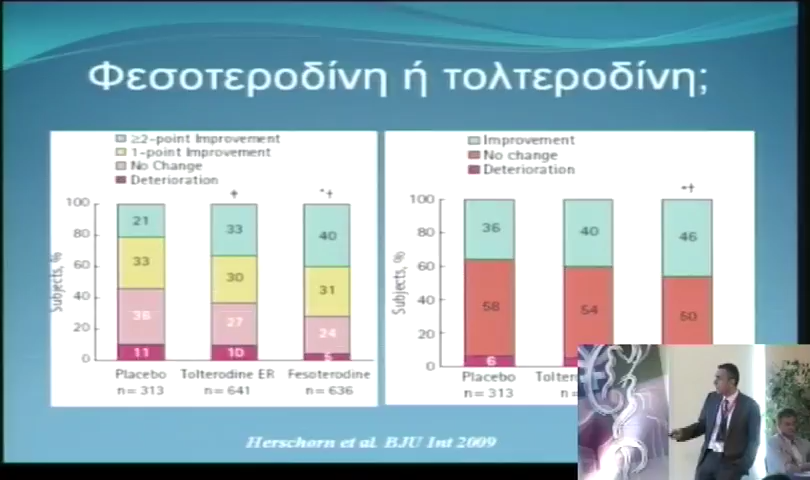 Φεσοτεροδίνη ή τολτεροδίνη;
≥2-point Improvement
1-point Improvement
No Change
Deterioration
† *†
100
80
60
40
20
0
Subjects, %
21 33 40
33 30 31
36 27 24
11 10 5
Placebo Tolterodine ER Fesoterodine
n= 313 n= 641 n= 636
Improvement
No change
Deterioration
*†
100
80
60
40
20
0
Subjects, %
36 40 46
58 54 50
6
Placebo
n= 313
Herschorn et al. BJU Int 2009